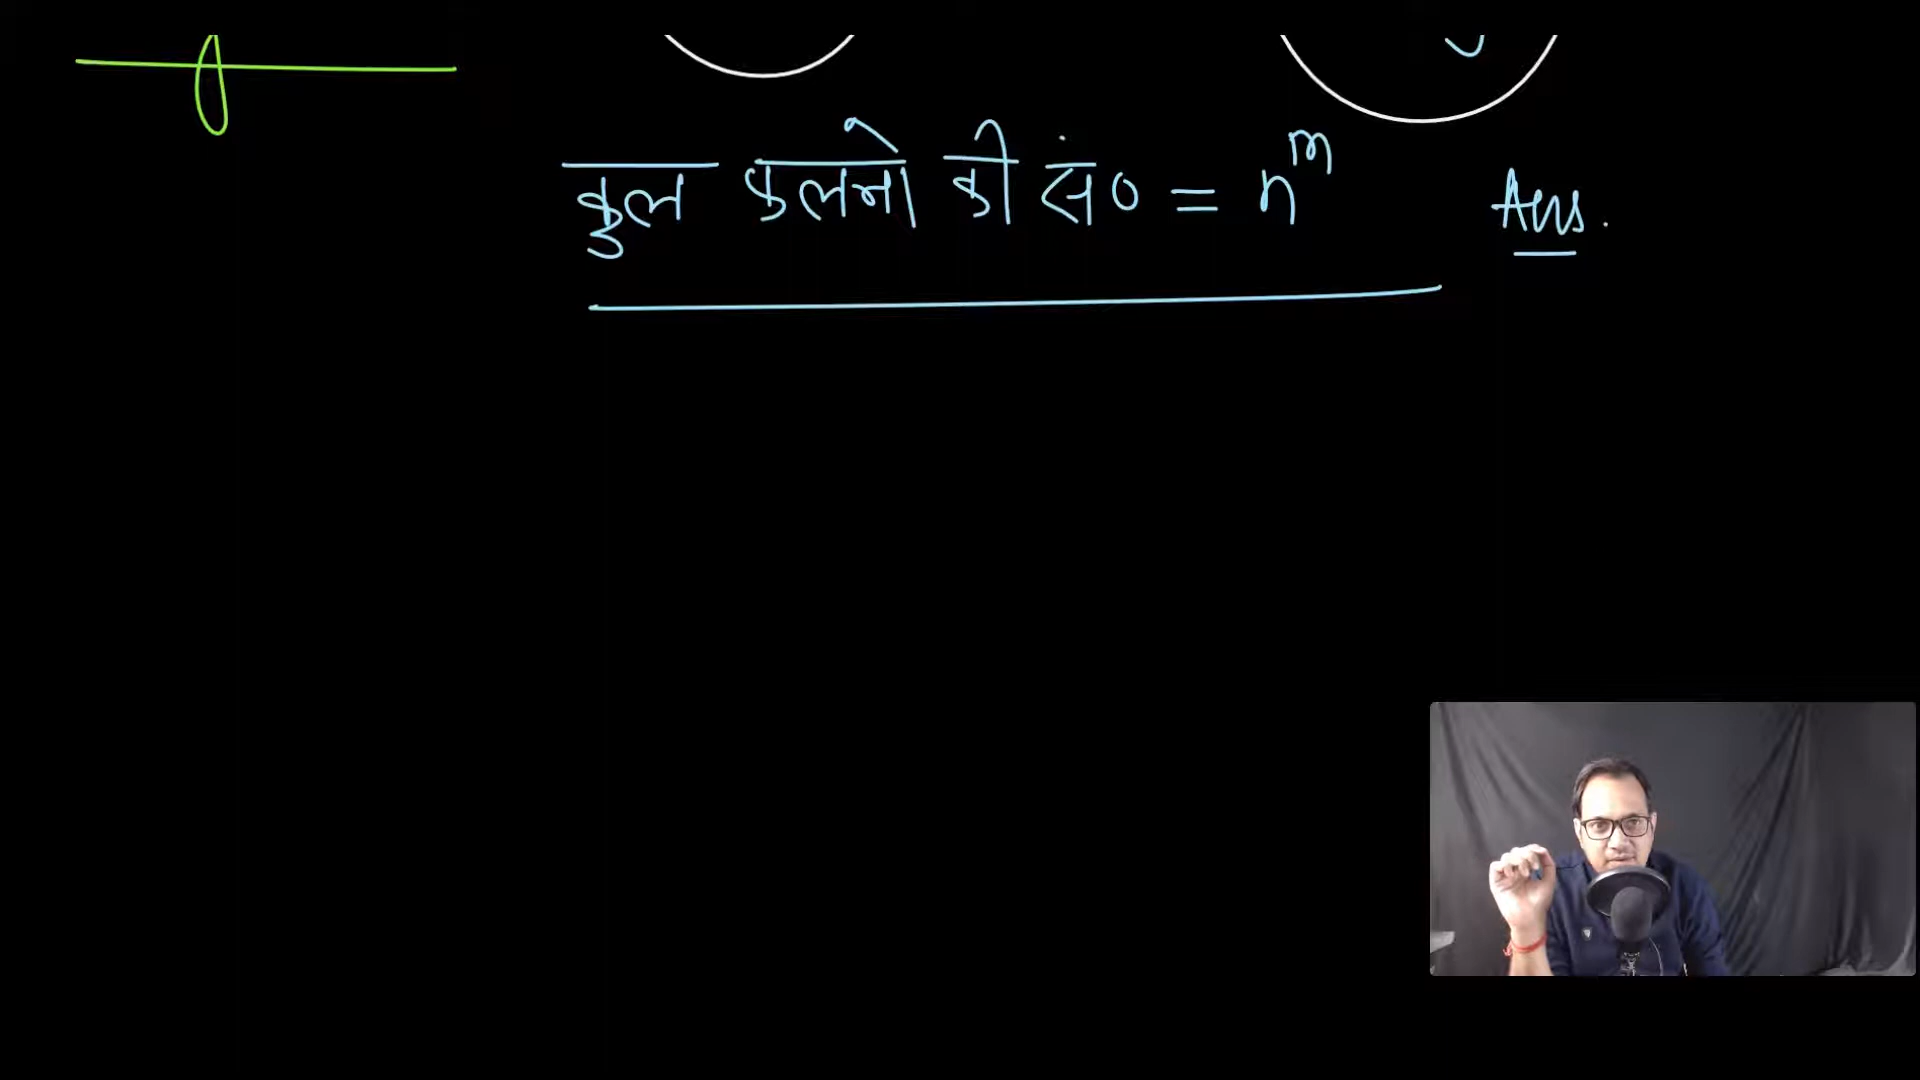 कुल फलनो की सं० = n^m Ans.